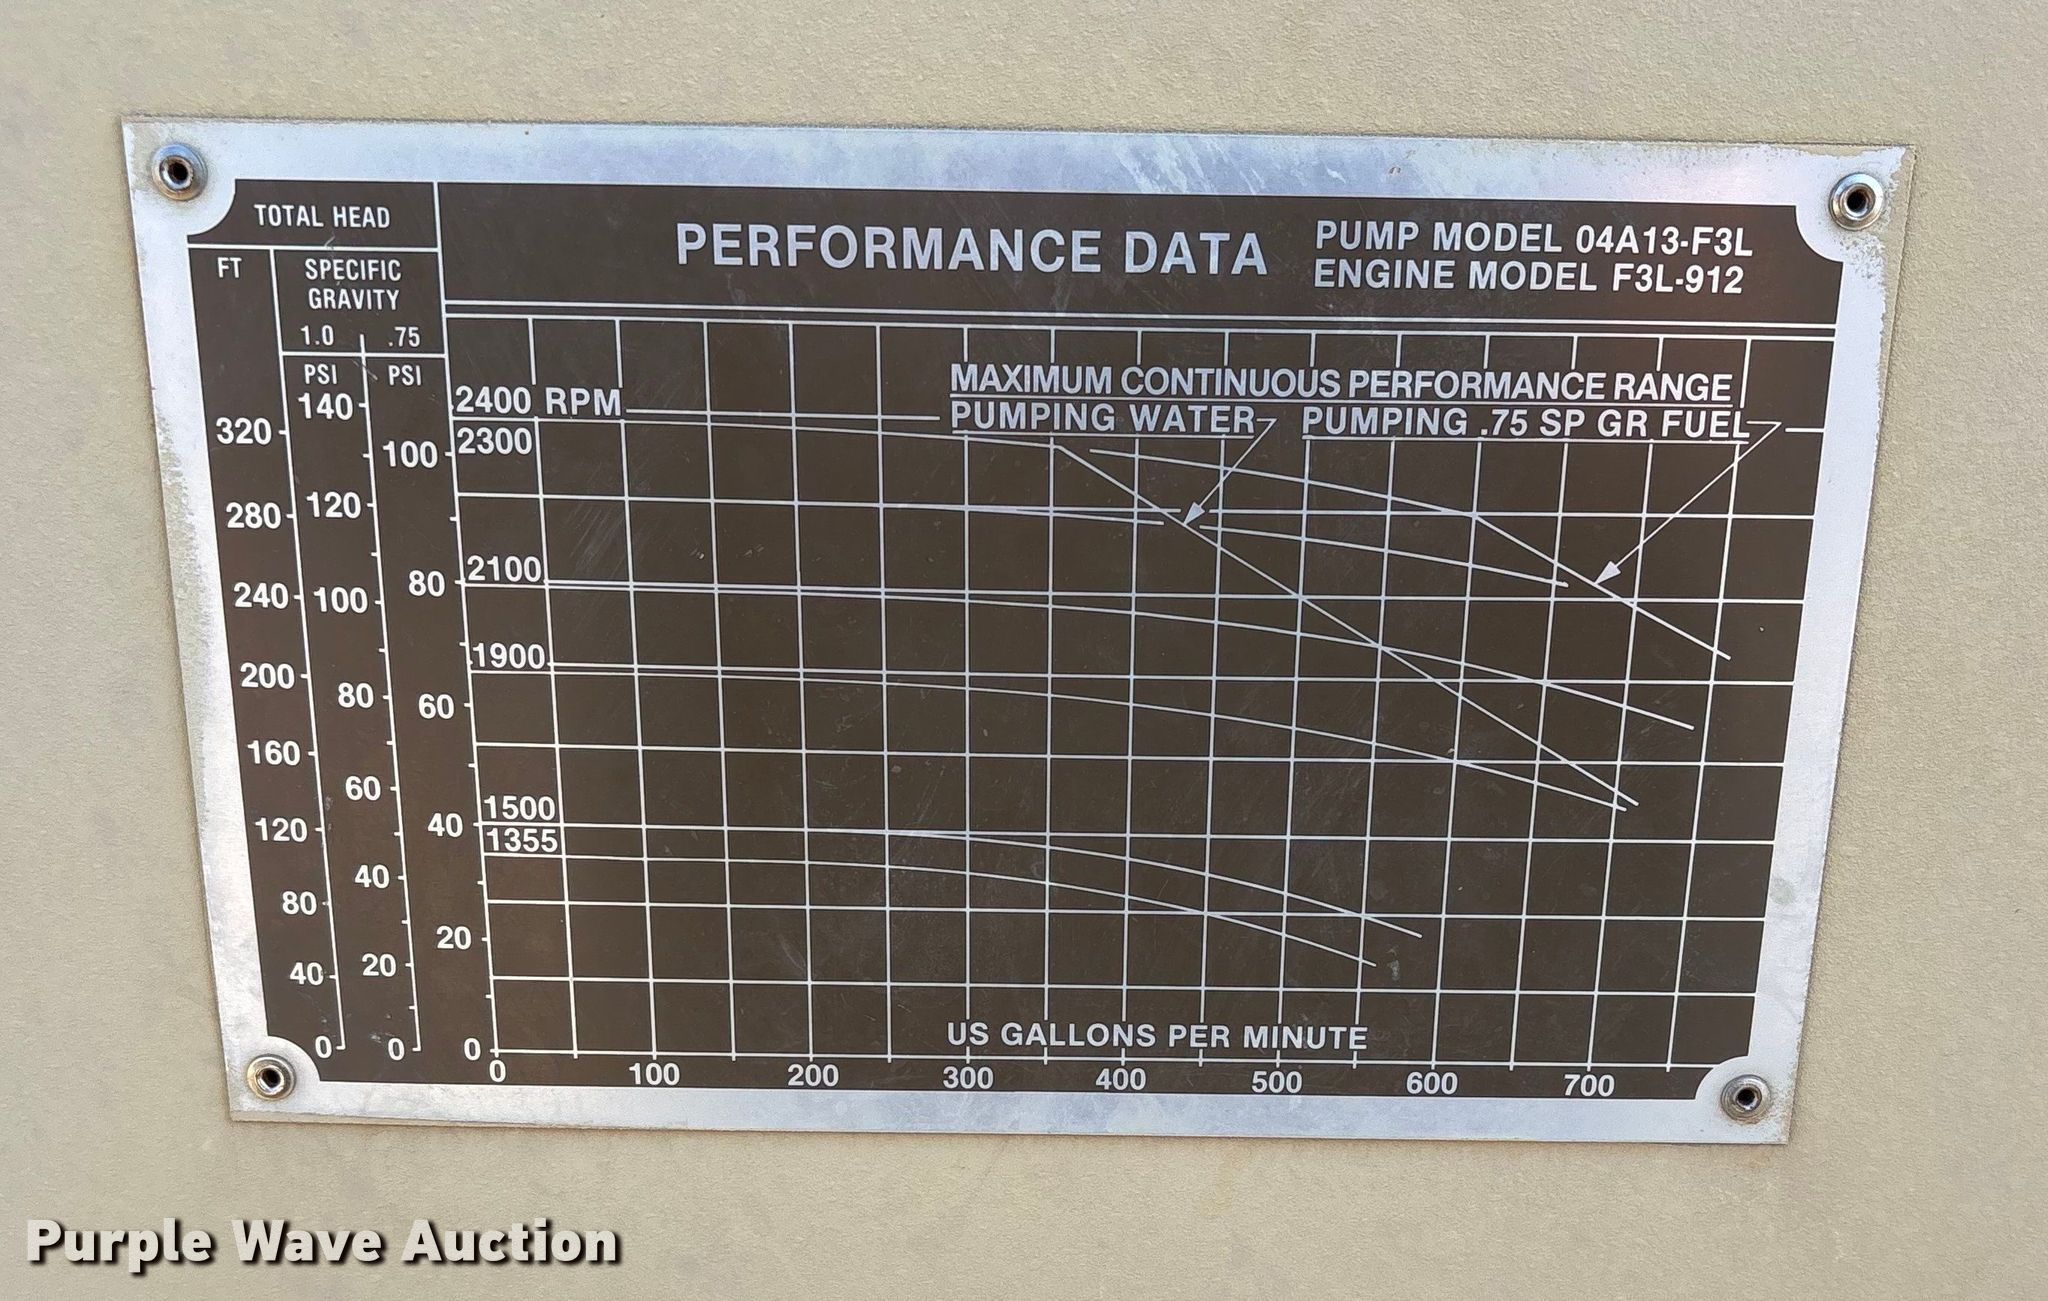 TOTAL HEAD
PERFORMANCE DATA
PUMP MODEL 04A13-F3L
ENGINE MODEL F3L-912
FT
SPECIFIC
GRAVITY
1.0 .75
PSI PSI
MAXIMUM CONTINUOUS PERFORMANCE RANGE
PUMPING WATER PUMPING .75 SP GR FUEL
320 140 100 2400 RPM
2300
280 120
240 100 80 2100
200 80 60 1900
160 60
120 40 1500
1355
80 40 20
40 20
0 0 0
US GALLONS PER MINUTE
0 100 200 300 400 500 600 700
Purple Wave Auction